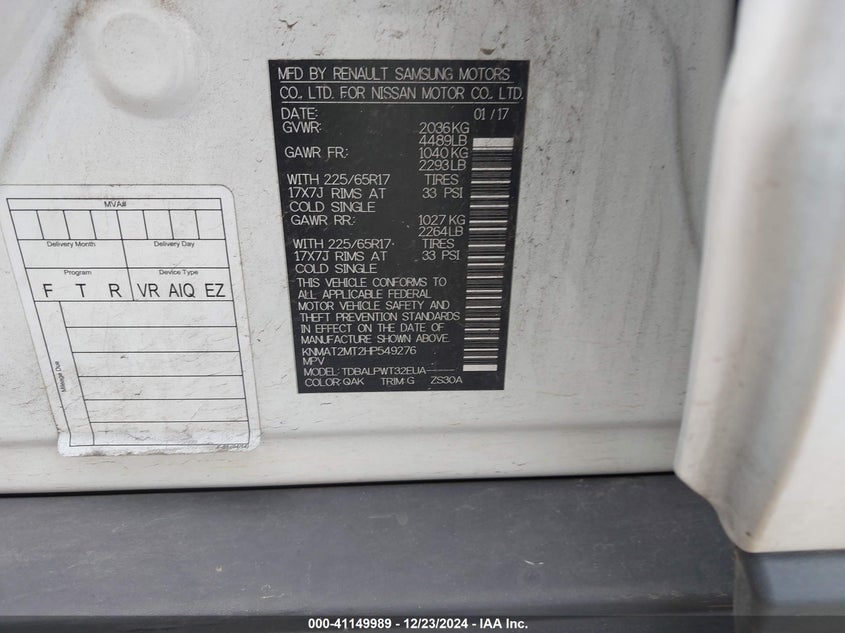 MFD BY RENAULT SAMSUNG MOTORS
CO., LTD. FOR NISSAN MOTOR CO., LTD.
DATE: 01/17
GVWR: 2036KG
4489LB
GAWR FR: 1040KG
2293LB
WITH 225/65R17 TIRES
17X7J RIMS AT 33 PSI
COLD SINGLE
GAWR RR: 1027 KG
2264LB
WITH 225/65R17 TIRES
17X7J RIMS AT 33 PSI
COLD SINGLE
THIS VEHICLE CONFORMS TO
ALL APPLICABLE FEDERAL
MOTOR VEHICLE SAFETY AND
THEFT PREVENTION STANDARDS
IN EFFECT ON THE DATE OF
MANUFACTURE SHOWN ABOVE.
KNMAT2MT2HP549276
MPV
MODEL: TDBALPWT32EUA-----
COLOR: QAK TRIM: G ZS30A
MVA#
Delivery Month Delivery Day
Program Device Type
F T R VR AIQ EZ
Mileage Due
000-41149989 - 12/23/2024 - IAA Inc.